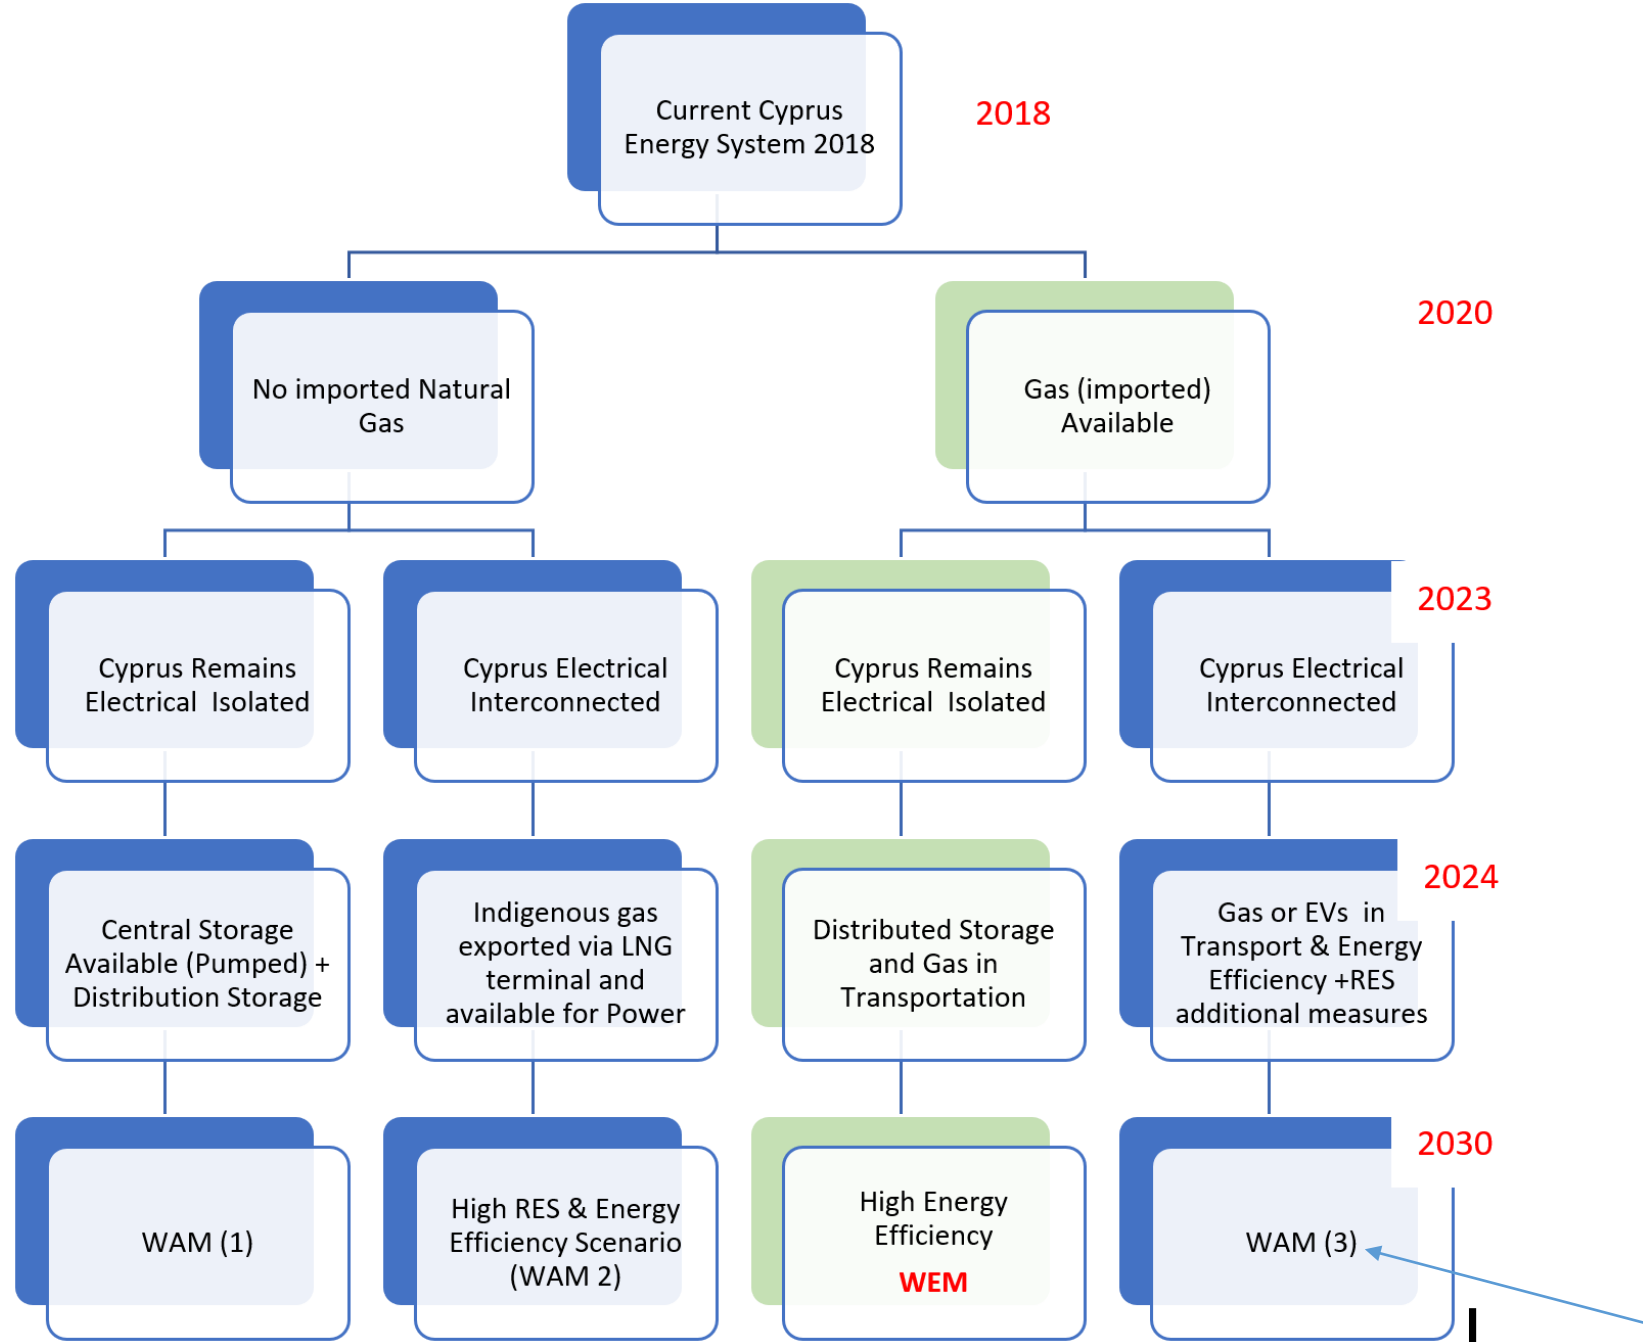 Current Cyprus
Energy System 2018
2018
2020
No imported Natural
Gas
Gas (imported)
Available
2023
Cyprus Remains
Electrical  Isolated
Cyprus Electrical
Interconnected
Cyprus Remains
Electrical  Isolated
Cyprus Electrical
Interconnected
2024
Central Storage
Available (Pumped) +
Distribution Storage
Indigenous gas
exported via LNG
terminal and
available for Power
Distributed Storage
and Gas in
Transportation
Gas or EVs  in
Transport & Energy
Efficiency +RES
additional measures
2030
WAM (1)
High RES & Energy
Efficiency Scenario
(WAM 2)
High Energy
Efficiency
WEM
WAM (3)